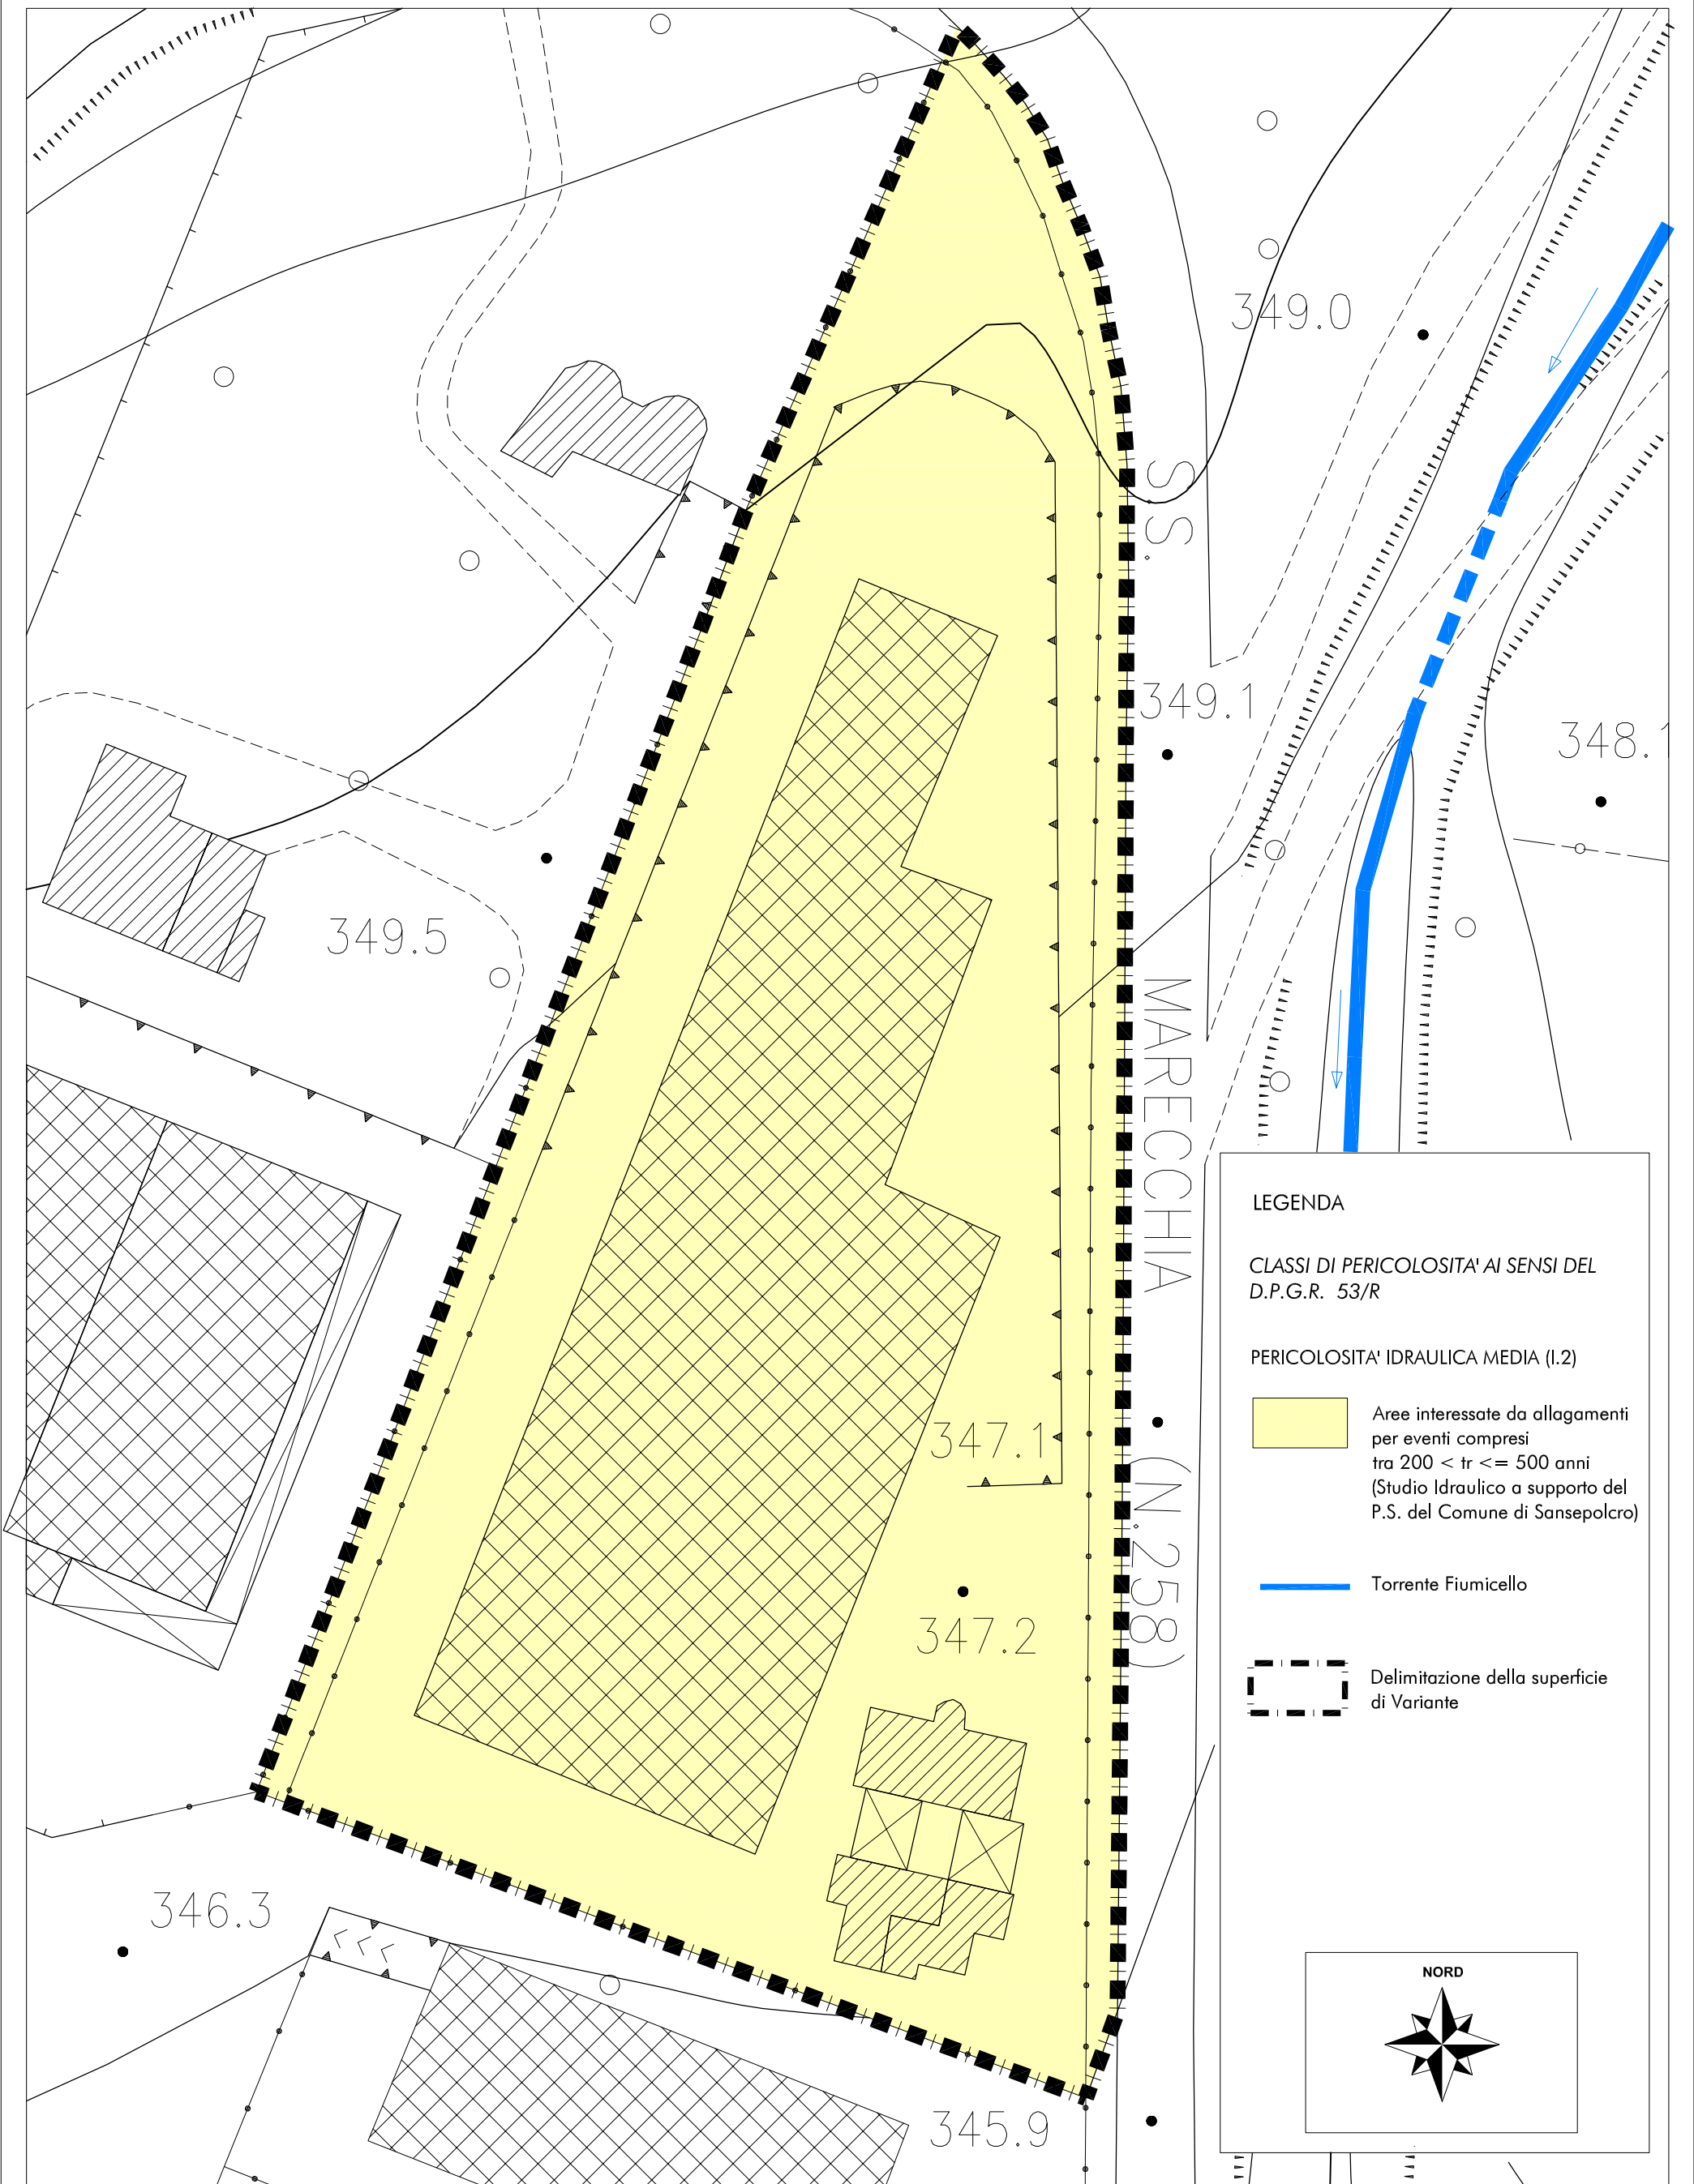 349.0
S.S.
349.1
348.
349.5
MARECCHIA
347.1
(N.258)
347.2
346.3
345.9
LEGENDA
CLASSI DI PERICOLOSITA' AI SENSI DEL
D.P.G.R. 53/R
PERICOLOSITA' IDRAULICA MEDIA (I.2)
Aree interessate da allagamenti
per eventi compresi
tra 200 < tr <= 500 anni
(Studio Idraulico a supporto del
P.S. del Comune di Sansepolcro)
Torrente Fiumicello
Delimitazione della superficie
di Variante
NORD